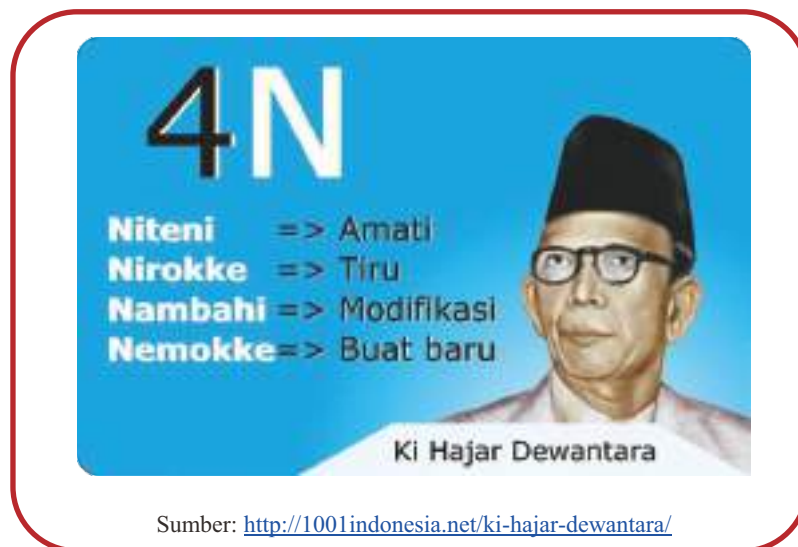 4N
Niteni => Amati
Nirokke => Tiru
Nambahi => Modifikasi
Nemokke=> Buat baru
Ki Hajar Dewantara
Sumber: http://1001indonesia.net/ki-hajar-dewantara/